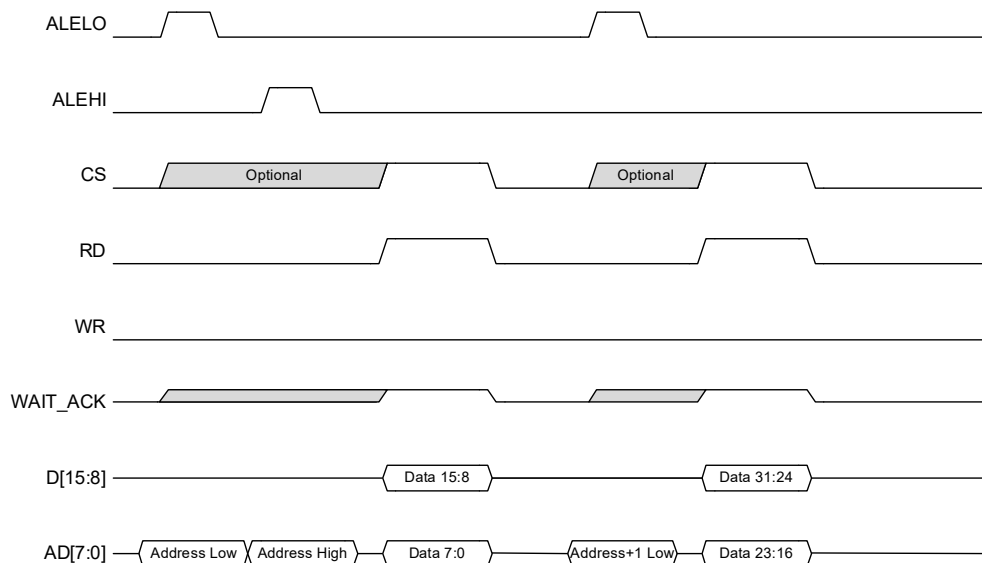 ALELO
ALEHI
CS Optional Optional
RD
WR
WAIT_ACK
D[15:8] Data 15:8 Data 31:24
AD[7:0] Address Low Address High Data 7:0 Address+1 Low Data 23:16